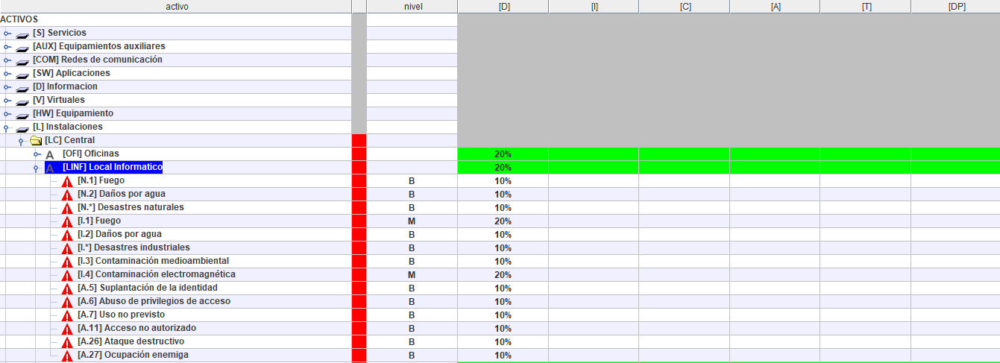 activo nivel [D] [I] [C] [A] [T] [DP]
ACTIVOS
[S] Servicios
[AUX] Equipamientos auxiliares
[COM] Redes de comunicación
[SW] Aplicaciones
[D] Informacion
[V] Virtuales
[HW] Equipamiento
[L] Instalaciones
[LC] Central
A [OFI] Oficinas 20%
A [LINF] Local Informatico 20%
[N.1] Fuego B 10%
[N.2] Daños por agua B 10%
[N.*] Desastres naturales B 10%
[I.1] Fuego M 20%
[I.2] Daños por agua B 10%
[I.*] Desastres industriales B 10%
[I.3] Contaminación medioambiental B 10%
[I.4] Contaminación electromagnética M 20%
[A.5] Suplantación de la identidad B 10%
[A.6] Abuso de privilegios de acceso B 10%
[A.7] Uso no previsto B 10%
[A.11] Acceso no autorizado B 10%
[A.26] Ataque destructivo B 10%
[A.27] Ocupación enemiga B 10%